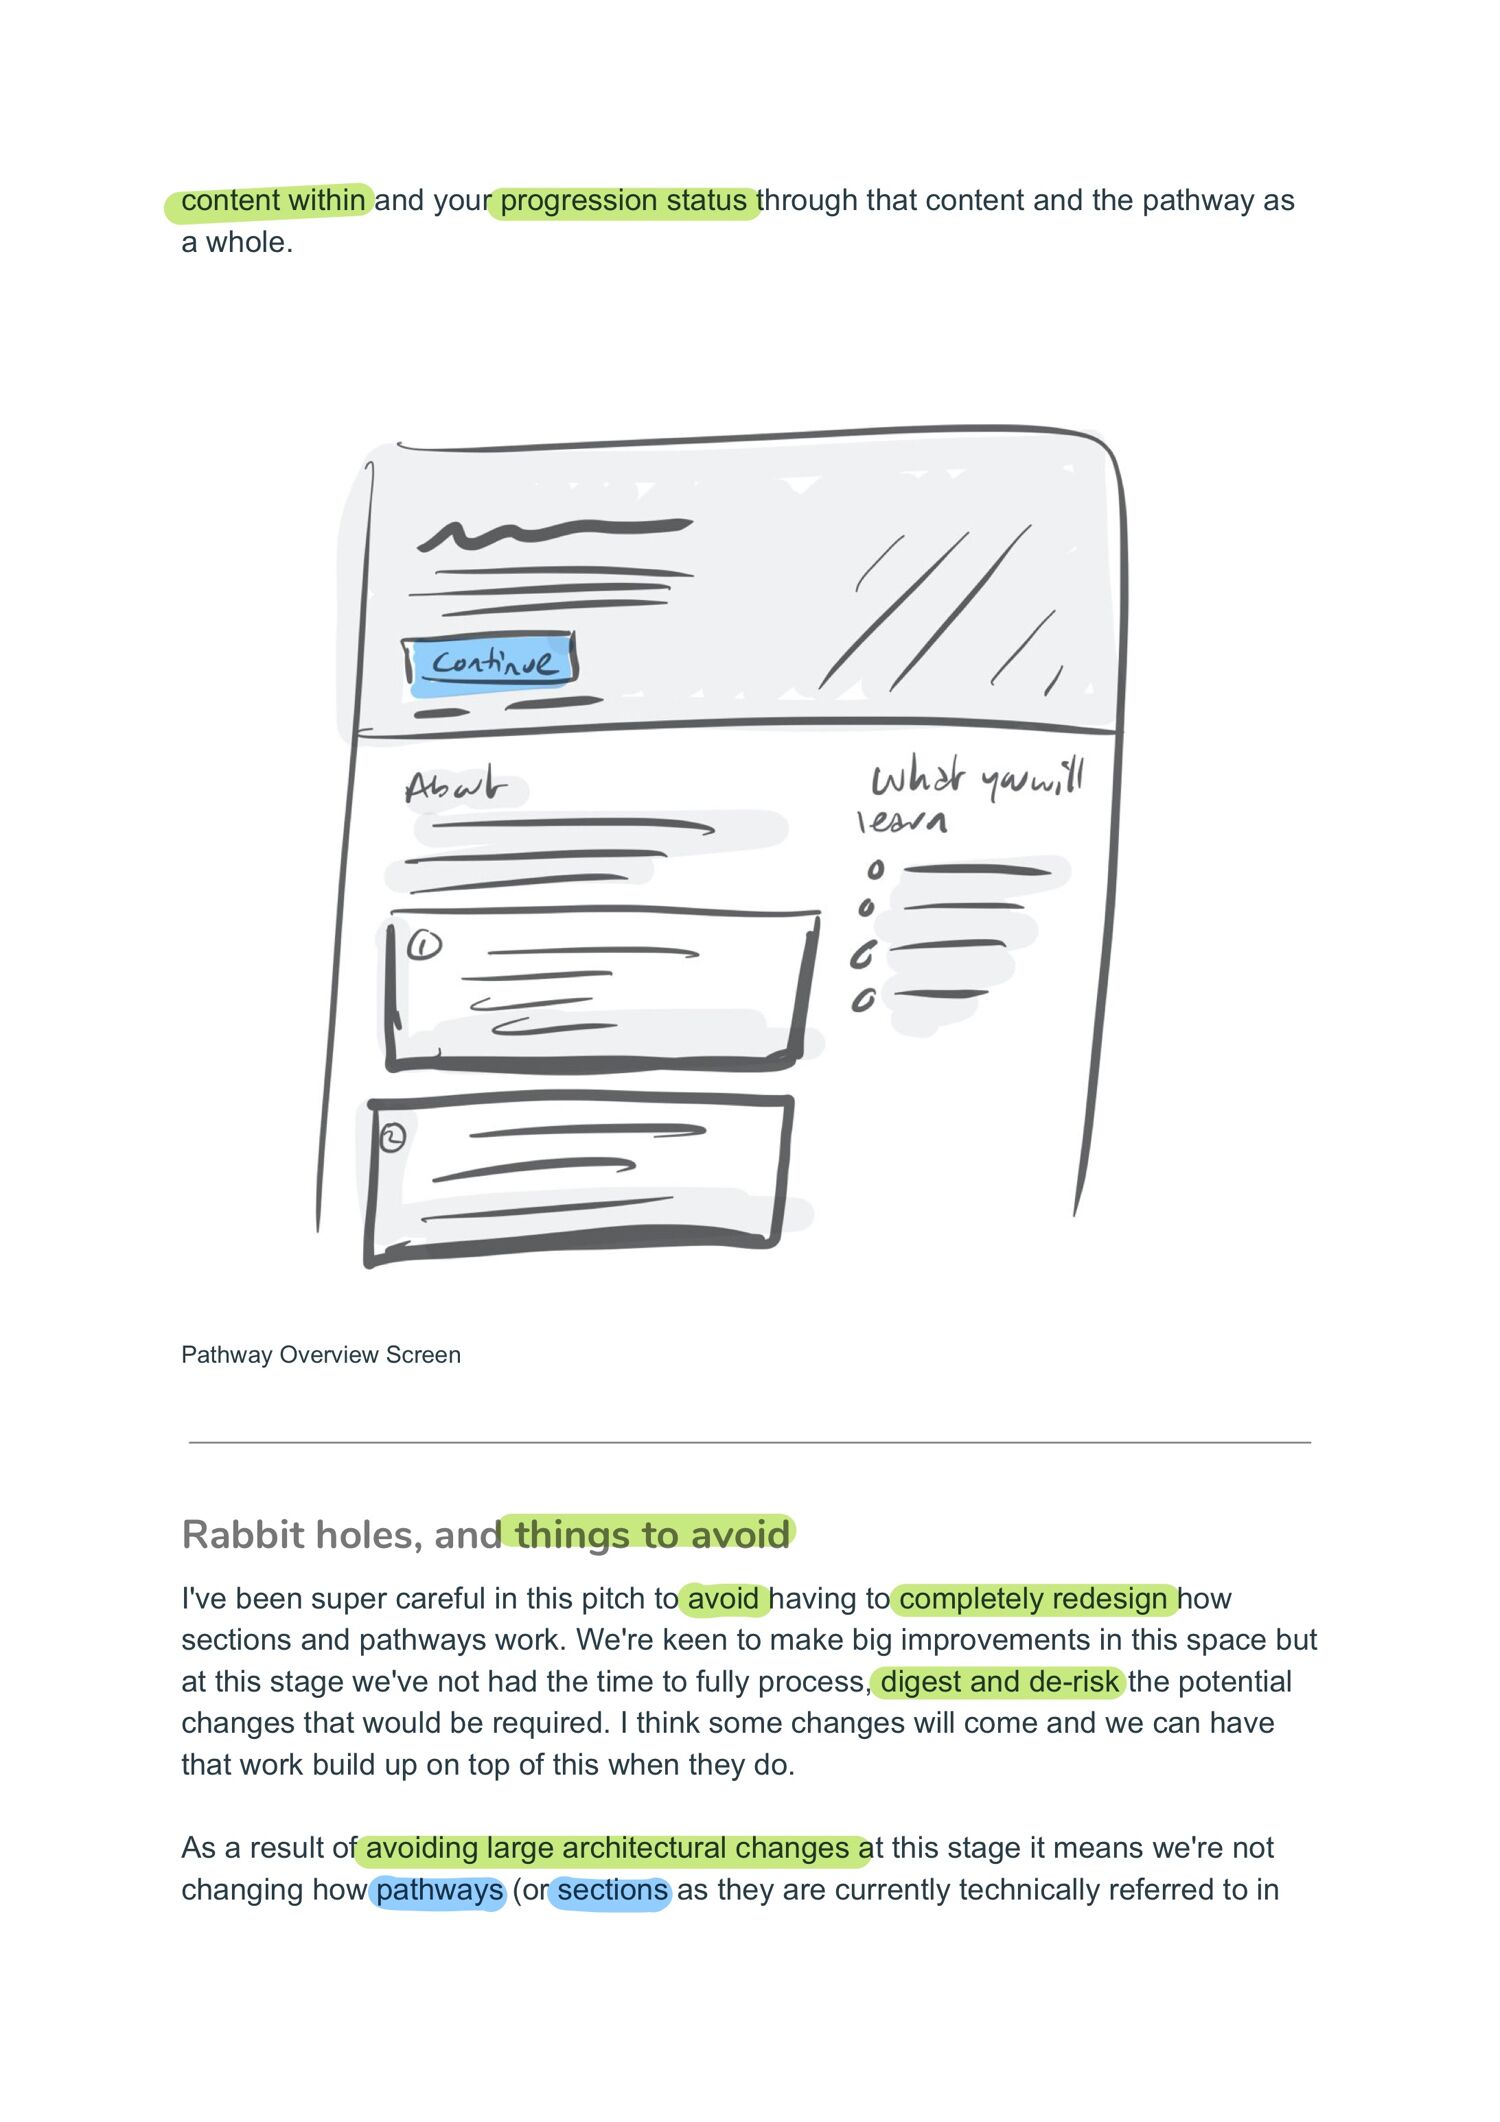 content within and your progression status through that content and the pathway as
a whole.
Continue
About
What you will
learn
1
2
Pathway Overview Screen
Rabbit holes, and things to avoid
I've been super careful in this pitch to avoid having to completely redesign how
sections and pathways work. We're keen to make big improvements in this space but
at this stage we've not had the time to fully process, digest and de-risk the potential
changes that would be required. I think some changes will come and we can have
that work build up on top of this when they do.
As a result of avoiding large architectural changes at this stage it means we're not
changing how pathways (or sections as they are currently technically referred to in